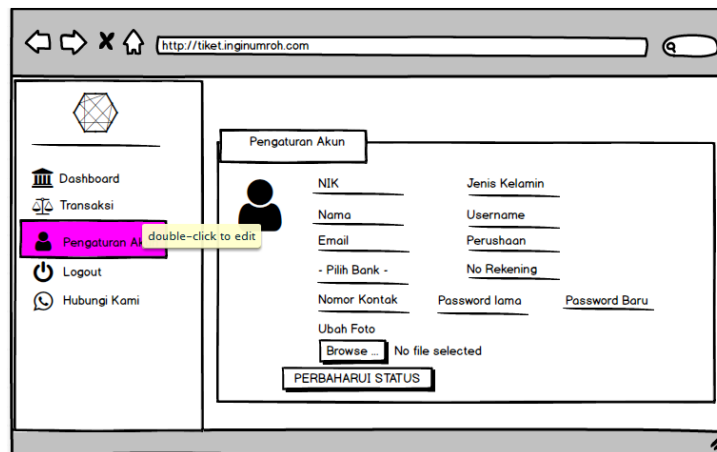 http://tiket.inginumroh.com
Dashboard
Transaksi
Pengaturan Ak
double-click to edit
Logout
Hubungi Kami
Pengaturan Akun
NIK Jenis Kelamin
Nama Username
Email Perushaan
- Pilih Bank - No Rekening
Nomor Kontak Password lama Password Baru
Ubah Foto
Browse ... No file selected
PERBAHARUI STATUS